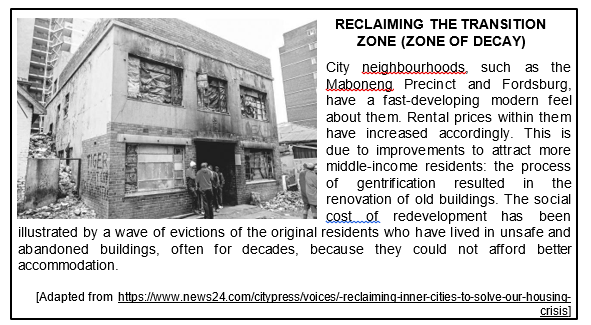 RECLAIMING THE TRANSITION
ZONE (ZONE OF DECAY)
City neighbourhoods, such as the
Maboneng Precinct and Fordsburg,
have a fast-developing modern feel
about them. Rental prices within them
have increased accordingly. This is
due to improvements to attract more
middle-income residents: the process
of gentrification resulted in the
renovation of old buildings. The social
cost of redevelopment has been
illustrated by a wave of evictions of the original residents who have lived in unsafe and
abandoned buildings, often for decades, because they could not afford better
accommodation.
[Adapted from https://www.news24.com/citypress/voices/-reclaiming-inner-cities-to-solve-our-housing-
crisis]
TIGER